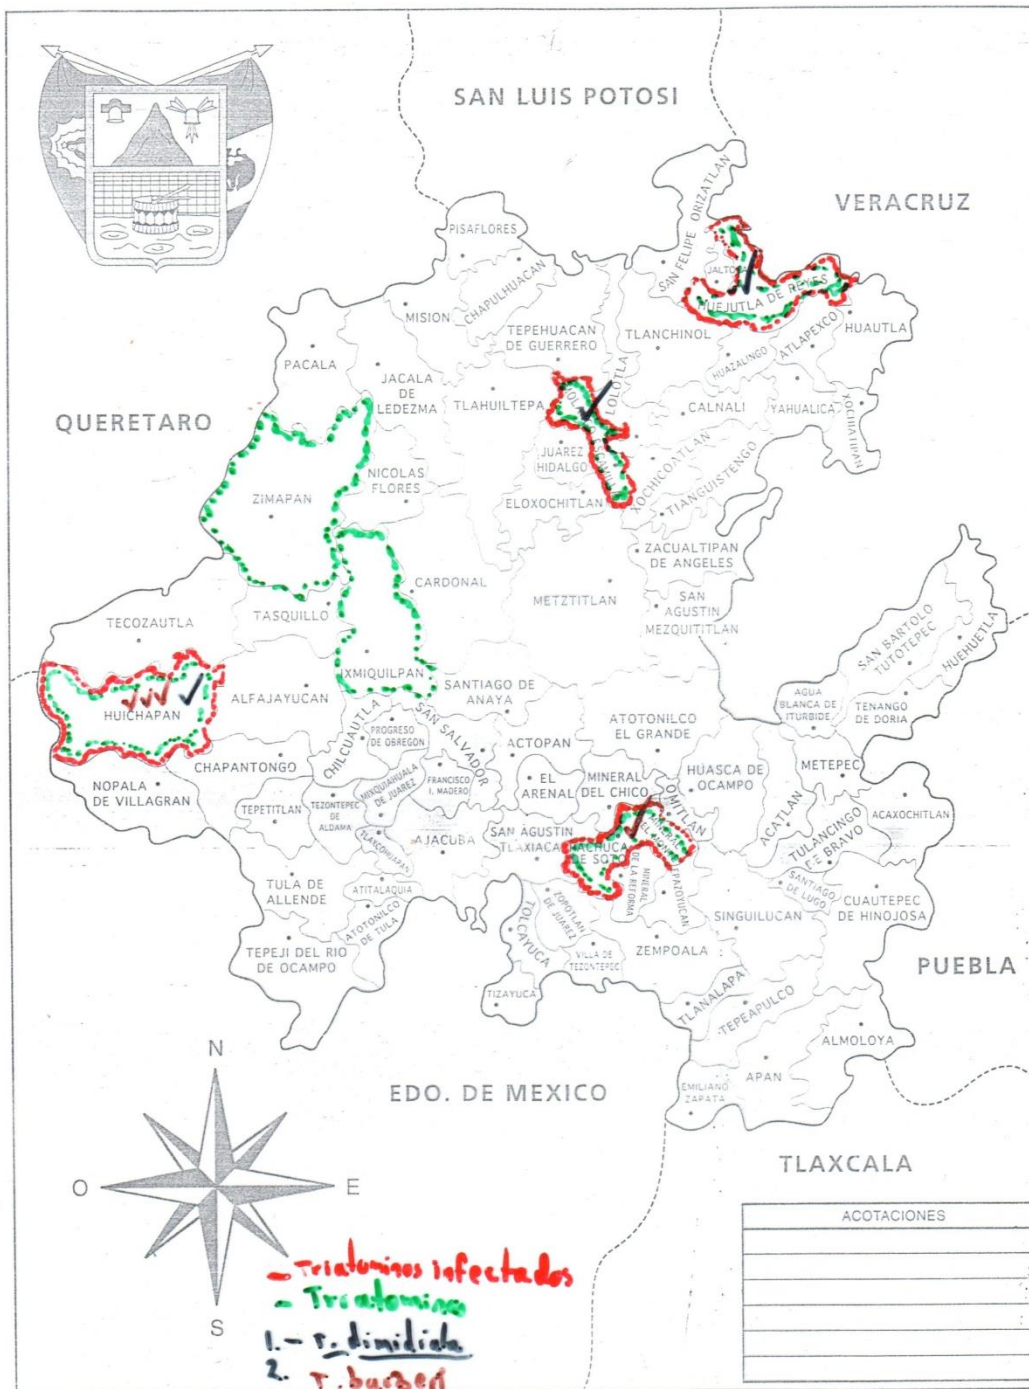 SAN LUIS POTOSI
VERACRUZ
QUERETARO
PUEBLA
EDO. DE MEXICO
TLAXCALA
PISAFLORES
CHAPULHUACAN
MISION
PACALA
JACALA
DE
LEDEZMA
TEPEHUACAN
DE GUERRERO
TLAHUILTEPA
SAN FELIPE ORIZATLAN
JALTOCA
HUEJUTLA DE REYES
TLANCHINOL
HUAZALINGO
ATLAPEXCO
HUAUTLA
LOLOTLA
CALNALI
YAHUALICA
XOCHIATIPAN
JUAREZ
HIDALGO
ELOXOCHITLAN
XOCHICOATLAN
TIANGUISTENGO
NICOLAS
FLORES
ZIMAPAN
CARDONAL
METZTITLAN
ZACUALTIPAN
DE ANGELES
SAN
AGUSTIN
MEZQUITITLAN
TECOZAUTLA
TASQUILLO
IXMIQUILPAN
HUICHAPAN
ALFAJAYUCAN
SANTIAGO DE
ANAYA
SAN BARTOLO
TUTOTEPEC
HUEHUETLA
AGUA
BLANCA DE
ITURBIDE
TENANGO
DE DORIA
ATOTONILCO
EL GRANDE
CHILCUAUTLA
PROGRESO
DE OBREGON
SAN SALVADOR
ACTOPAN
NOPALA
DE VILLAGRAN
CHAPANTONGO
TEPETITLAN
TEZONTEPEC
DE
ALDAMA
MIXQUIAHUALA
DE JUAREZ
FRANCISCO
I. MADERO
EL
ARENAL
MINERAL
DEL CHICO
OMITLAN
HUASCA DE
OCAMPO
METEPEC
ACATLAN
TULANCINGO
DE BRAVO
ACAXOCHITLAN
TLAXCOHUAPAN
AJACUBA
SAN AGUSTIN
TLAXIACA
PACHUCA
DE SOTO
MINERAL
DE LA REFORMA
EPAZOYUCAN
SANTIAGO
DE LUGO
CUAUTEPEC
DE HINOJOSA
SINGUILUCAN
TULA DE
ALLENDE
ATITALAQUIA
ATOTONILCO
DE TULA
TEPEJI DEL RIO
DE OCAMPO
TOLCAYUCA
TOPOTLAN
DE JUAREZ
VILLA DE
TEZONTEPEC
ZEMPOALA
TIZAYUCA
TLANALAPA
TEPEAPULCO
ALMOLOYA
APAN
EMILIANO
ZAPATA
N
O
E
S
ACOTACIONES
- Triatominos infectados
- Triatominos
1.- T. dimidiata
2. T. barberi